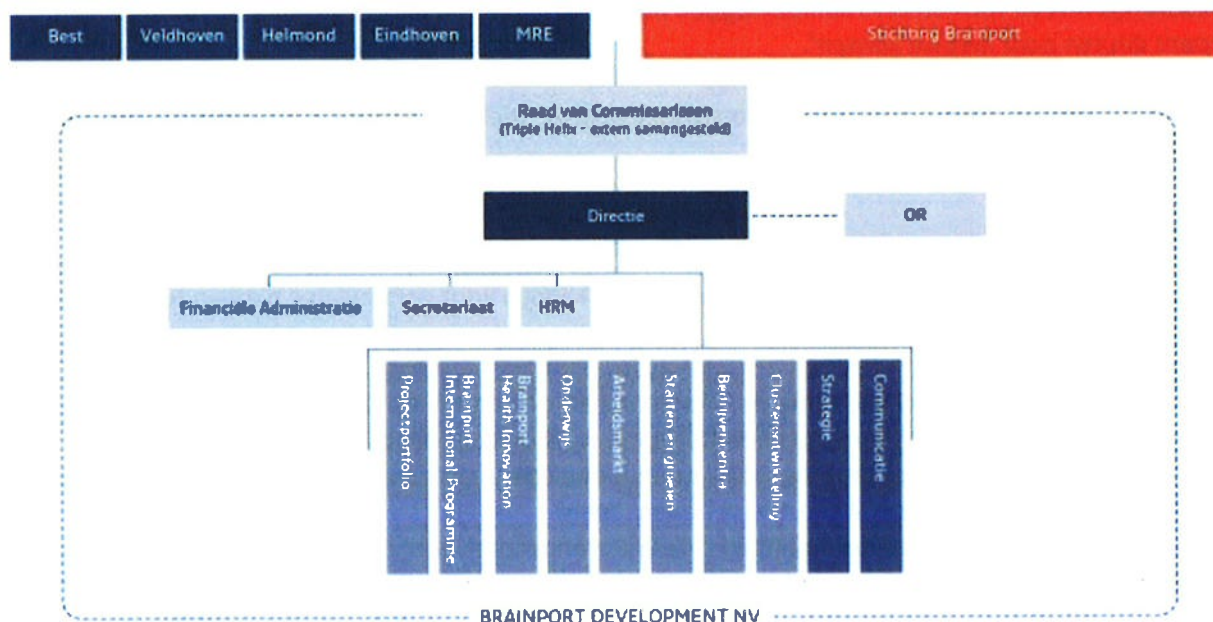 Best
Veldhoven
Helmond
Eindhoven
MRE
Stichting Brainport
Raad van Commissarissen
(Triple Helix - extern samengesteld)
Directie
OR
Financiële Administratie
Secretariaat
HRM
Projectportfolio
Brainport
International Programme
Brainport
Health Innovation
Onderwijs
Arbeidsmarkt
Starten en groeien
Bedrijvencentra
Clusterontwikkeling
Strategie
Communicatie
BRAINPORT DEVELOPMENT NV